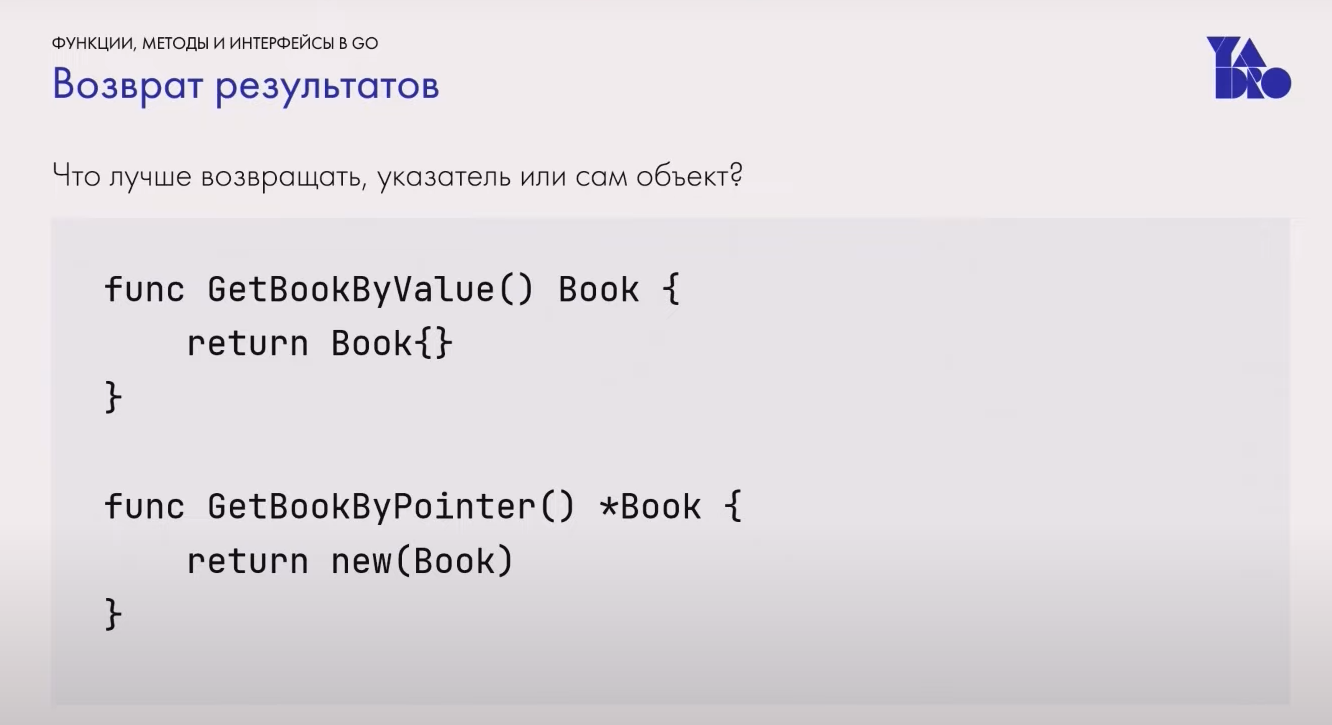 ФУНКЦИИ, МЕТОДЫ И ИНТЕРФЕЙСЫ В GO
YADRO
Возврат результатов
Что лучше возвращать, указатель или сам объект?
func GetBookByValue() Book {
    return Book{}
}
func GetBookByPointer() *Book {
    return new(Book)
}